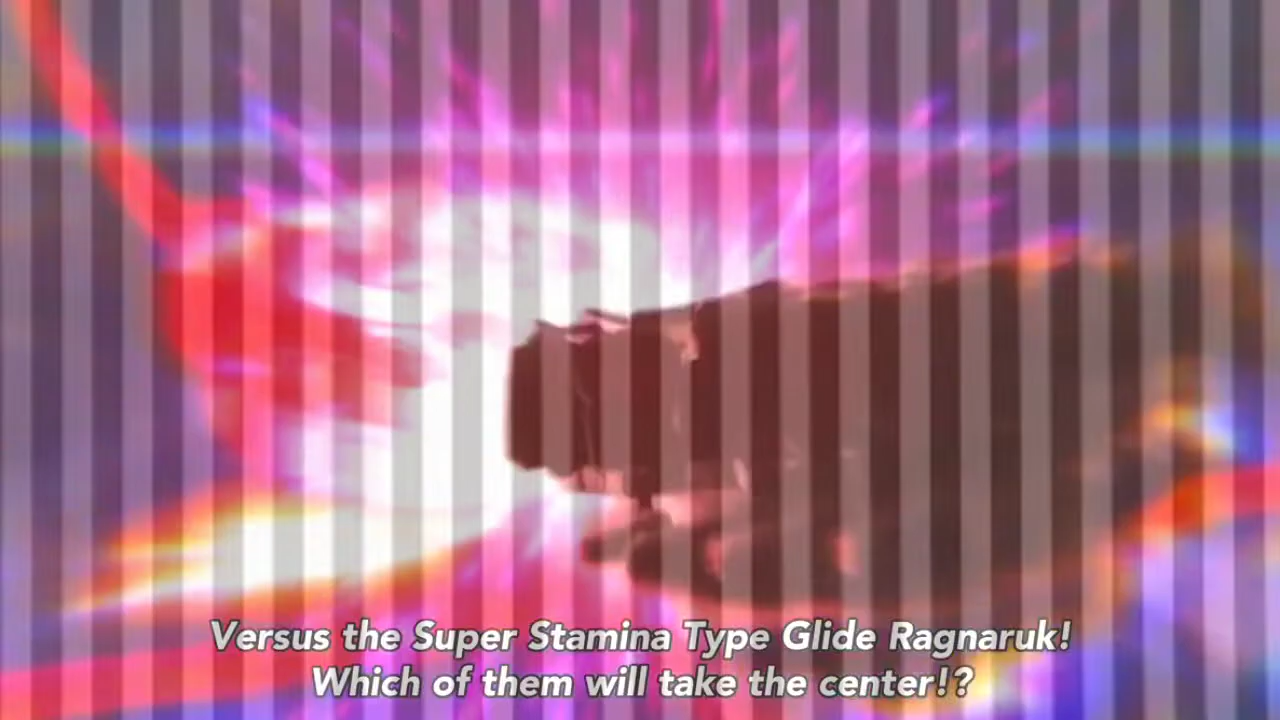 Versus the Super Stamina Type Glide Ragnaruk!
Which of them will take the center!?